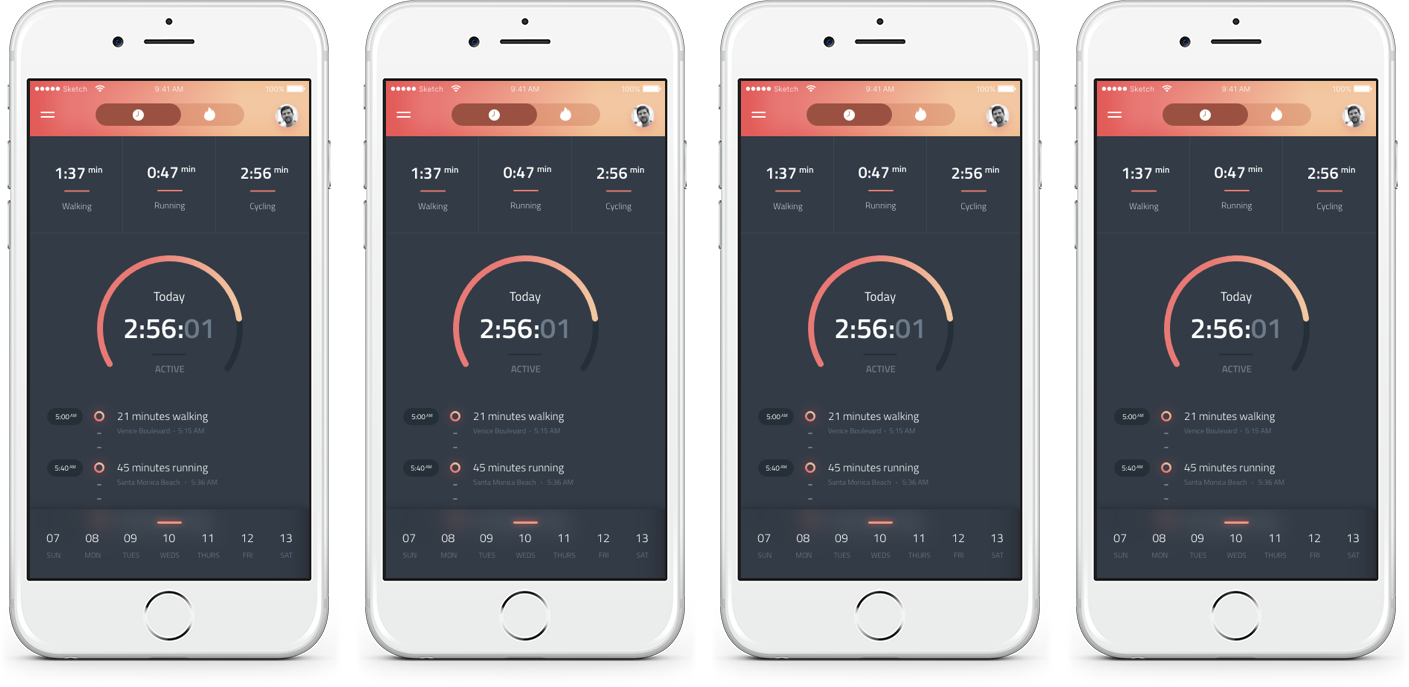 Sketch 9:41 AM 100%
1:37 min 0:47 min 2:56 min
Walking Running Cycling
Today
2:56:01
ACTIVE
5:00 AM 21 minutes walking
Venice Boulevard - 5:15 AM
5:40 AM 45 minutes running
Santa Monica Beach - 5:36 AM
07 08 09 10 11 12 13
SUN MON TUES WEDS THURS FRI SAT
Sketch 9:41 AM 100%
1:37 min 0:47 min 2:56 min
Walking Running Cycling
Today
2:56:01
ACTIVE
5:00 AM 21 minutes walking
Venice Boulevard - 5:15 AM
5:40 AM 45 minutes running
Santa Monica Beach - 5:36 AM
07 08 09 10 11 12 13
SUN MON TUES WEDS THURS FRI SAT
Sketch 9:41 AM 100%
1:37 min 0:47 min 2:56 min
Walking Running Cycling
Today
2:56:01
ACTIVE
5:00 AM 21 minutes walking
Venice Boulevard - 5:15 AM
5:40 AM 45 minutes running
Santa Monica Beach - 5:36 AM
07 08 09 10 11 12 13
SUN MON TUES WEDS THURS FRI SAT
Sketch 9:41 AM 100%
1:37 min 0:47 min 2:56 min
Walking Running Cycling
Today
2:56:01
ACTIVE
5:00 AM 21 minutes walking
Venice Boulevard - 5:15 AM
5:40 AM 45 minutes running
Santa Monica Beach - 5:36 AM
07 08 09 10 11 12 13
SUN MON TUES WEDS THURS FRI SAT